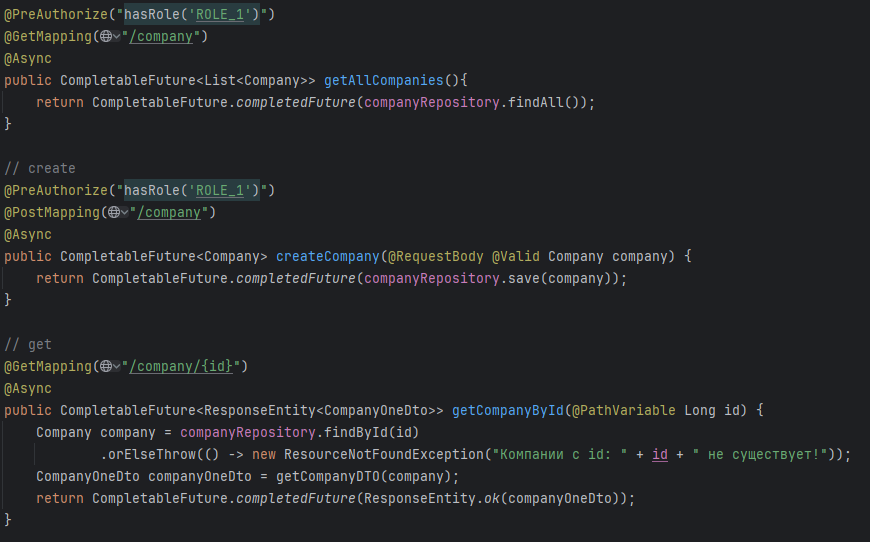 @PreAuthorize("hasRole('ROLE_1')")
@GetMapping("/company")
@Async
public CompletableFuture<List<Company>> getAllCompanies(){
    return CompletableFuture.completedFuture(companyRepository.findAll());
}

// create
@PreAuthorize("hasRole('ROLE_1')")
@PostMapping("/company")
@Async
public CompletableFuture<Company> createCompany(@RequestBody @Valid Company company) {
    return CompletableFuture.completedFuture(companyRepository.save(company));
}

// get
@GetMapping("/company/{id}")
@Async
public CompletableFuture<ResponseEntity<CompanyOneDto>> getCompanyById(@PathVariable Long id) {
    Company company = companyRepository.findById(id)
            .orElseThrow(() -> new ResourceNotFoundException("Компании с id: " + id + " не существует!"));
    CompanyOneDto companyOneDto = getCompanyDTO(company);
    return CompletableFuture.completedFuture(ResponseEntity.ok(companyOneDto));
}